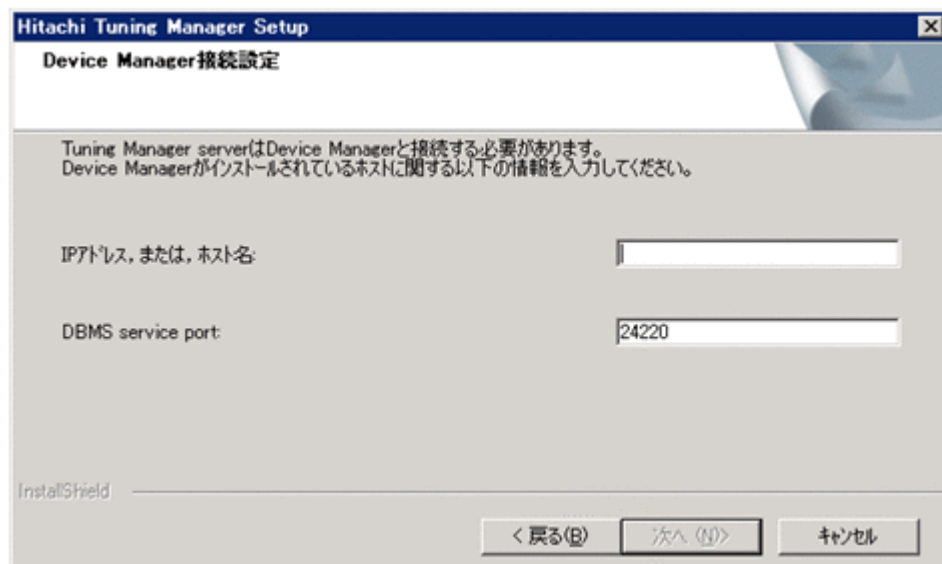 Hitachi Tuning Manager Setup
Device Manager接続設定
Tuning Manager serverはDevice Managerと接続する必要があります。
Device Managerがインストールされているホストに関する以下の情報を入力してください。
IPアドレス，または，ホスト名:
DBMS service port:
24220
InstallShield
< 戻る(B)
次へ (N)>
キャンセル